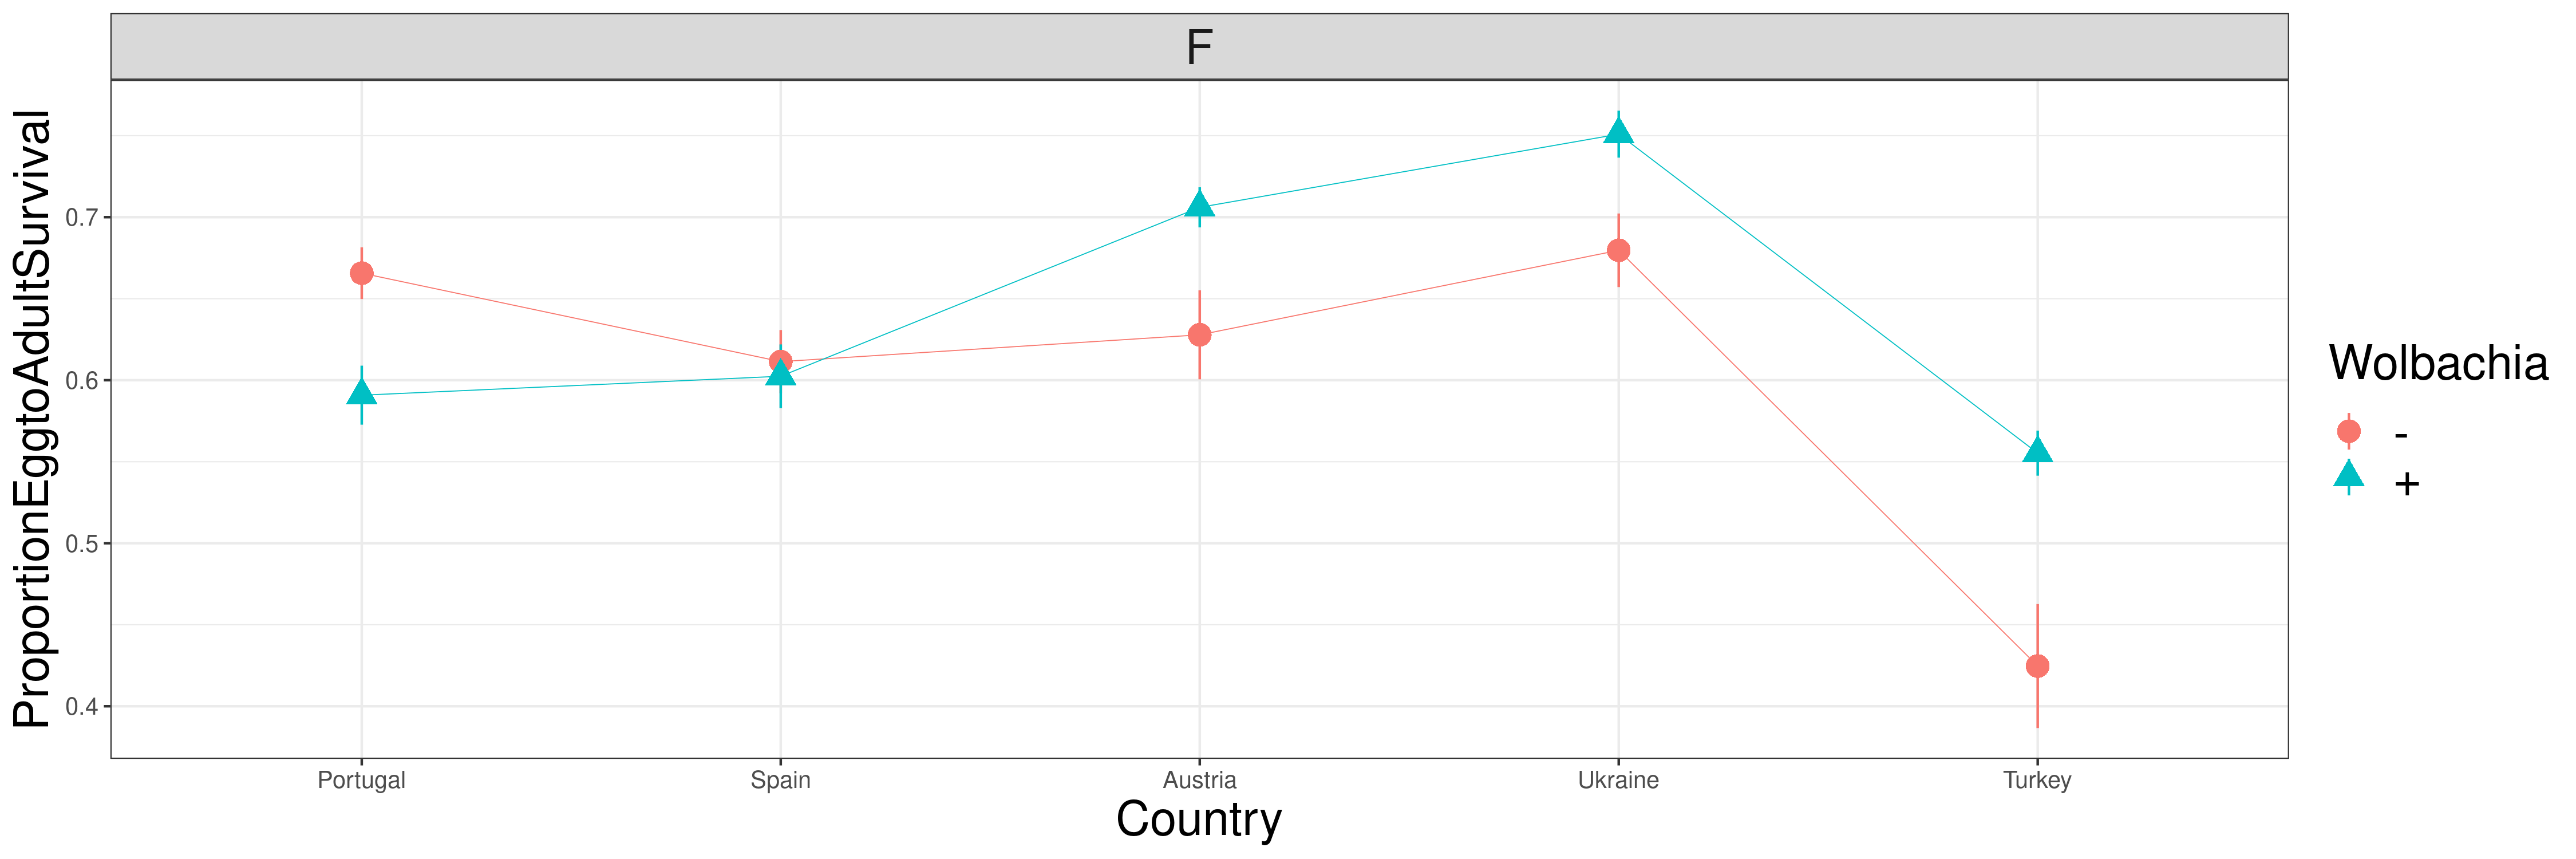 F
ProportionEggtoAdultSurvival
0.7
0.6
0.5
0.4
Portugal Spain Austria Ukraine Turkey
Country
Wolbachia
-
+